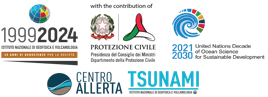 with the contribution of
19992024
ISTITUTO NAZIONALE DI GEOFISICA E VULCANOLOGIA
PROTEZIONE CIVILE
Presidenza del Consiglio dei Ministri
Dipartimento della Protezione Civile
2021
2030
United Nations Decade
of Ocean Science
for Sustainable Development
CENTRO
ALLERTA
TSUNAMI
ISTITUTO NAZIONALE DI GEOFISICA E VULCANOLOGIA